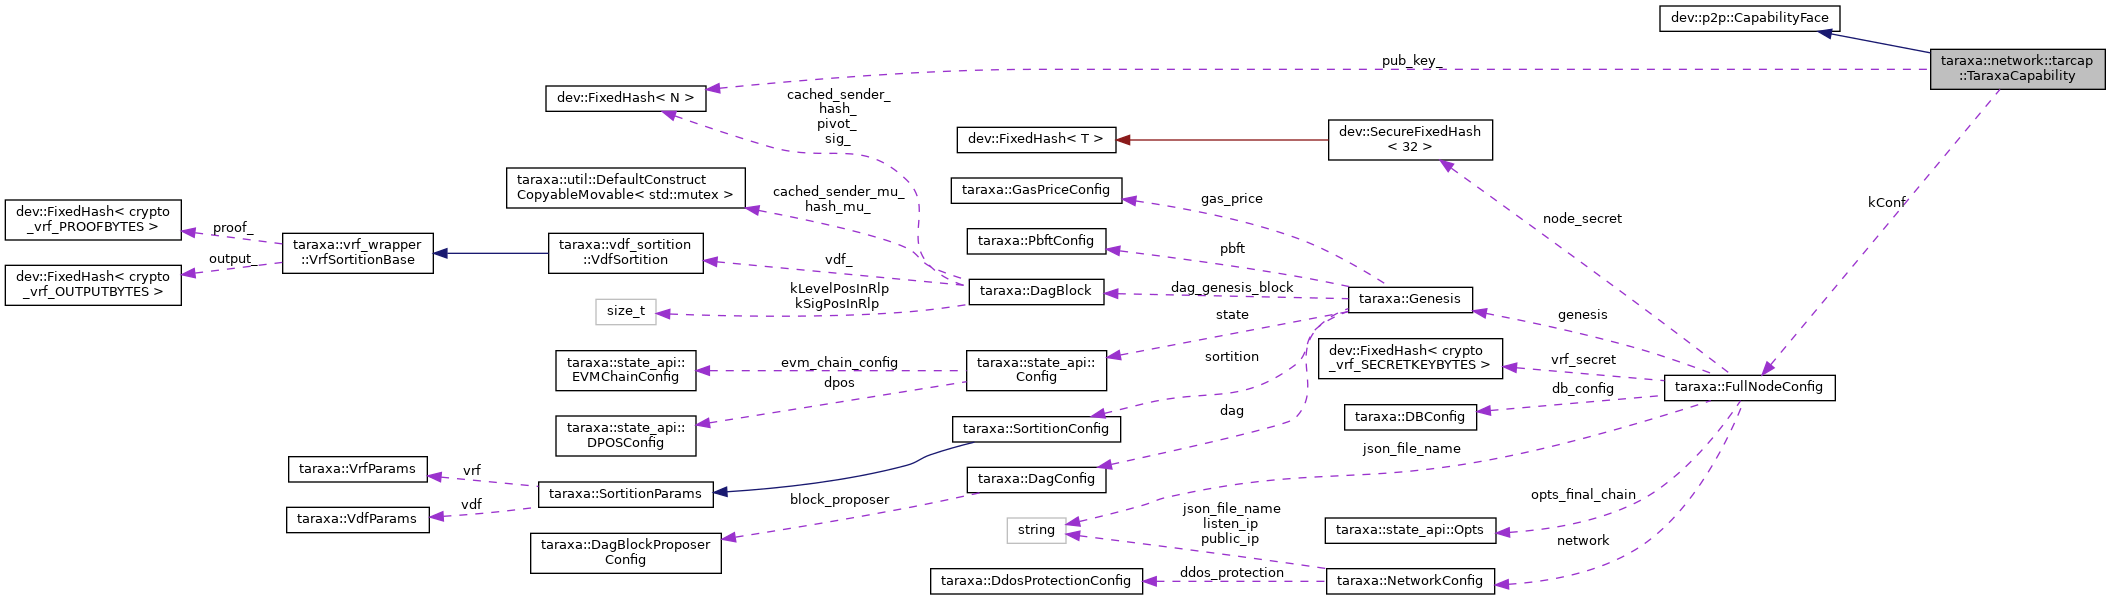 dev::p2p::CapabilityFace
taraxa::network::tarcap
::TaraxaCapability
pub_key_
dev::FixedHash< N >
cached_sender_
hash_
pivot_
sig_
dev::FixedHash< T >
dev::SecureFixedHash
< 32 >
taraxa::util::DefaultConstruct
CopyableMovable< std::mutex >
cached_sender_mu_
hash_mu_
taraxa::GasPriceConfig
gas_price
node_secret
kConf
dev::FixedHash< crypto
_vrf_PROOFBYTES >
proof_
dev::FixedHash< crypto
_vrf_OUTPUTBYTES >
output_
taraxa::vrf_wrapper
::VrfSortitionBase
taraxa::vdf_sortition
::VdfSortition
vdf_
taraxa::PbftConfig
pbft
taraxa::DagBlock
dag_genesis_block
taraxa::Genesis
genesis
size_t
kLevelPosInRlp
kSigPosInRlp
state
taraxa::state_api::
EVMChainConfig
evm_chain_config
dpos
taraxa::state_api::
Config
sortition
dev::FixedHash< crypto
_vrf_SECRETKEYBYTES >
vrf_secret
taraxa::FullNodeConfig
db_config
taraxa::DBConfig
taraxa::state_api::
DPOSConfig
taraxa::SortitionConfig
dag
json_file_name
taraxa::VrfParams
vrf
taraxa::SortitionParams
vdf
taraxa::VdfParams
taraxa::DagConfig
block_proposer
taraxa::DagBlockProposer
Config
string
json_file_name
listen_ip
public_ip
opts_final_chain
taraxa::state_api::Opts
network
taraxa::DdosProtectionConfig
ddos_protection
taraxa::NetworkConfig